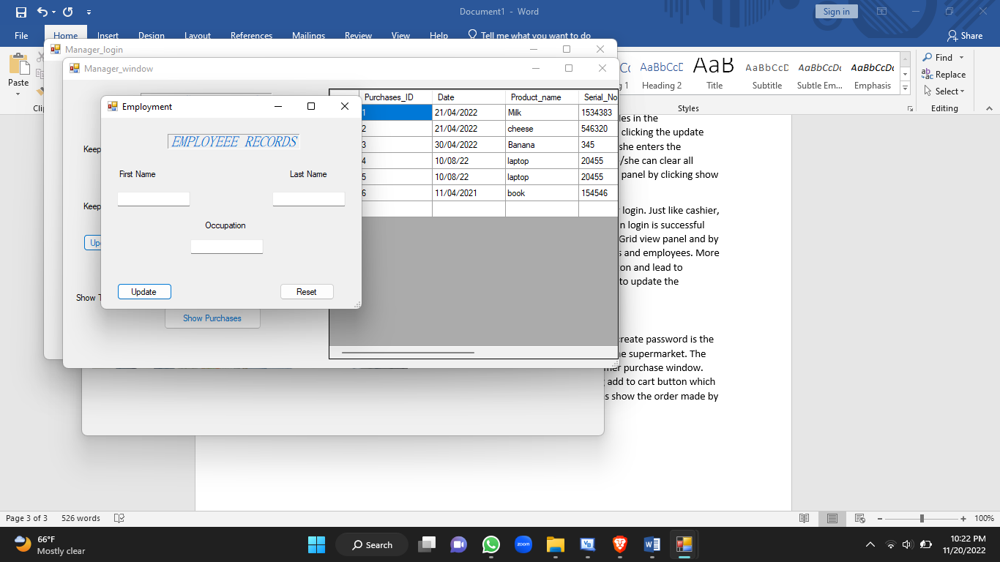 Document1 - Word
Sign in
File Home Insert Design Layout References Mailings Review View Help Tell me what you want to do Share
Paste
AaBbCcD AaB AaBbCcD AaBbCcDc AaBbCcDc
1 Heading 2 Title Subtitle Subtle Em... Emphasis
Styles
Find
Replace
Select
Editing
Manager_login
Manager_window
Keep
Keep
Show
Show Purchases
Purchases_ID Date Product_name Serial_No
1 21/04/2022 Milk 1534383
2 21/04/2022 cheese 546320
3 30/04/2022 Banana 345
4 10/08/22 laptop 20455
5 10/08/22 laptop 20455
6 11/04/2021 book 154546
Employment
EMPLOYEEE RECORDS
First Name Last Name
Occupation
Update Reset
in the
clicking the update
she enters the
/she can clear all
panel by clicking show
login. Just like cashier,
login is successful
Grid view panel and by
and employees. More
and lead to
to update the
create password is the
supermarket. The
purchase window.
add to cart button which
show the order made by
Page 3 of 3 526 words
100%
66°F
Mostly clear
Search
zoom
VB
10:22 PM
11/20/2022